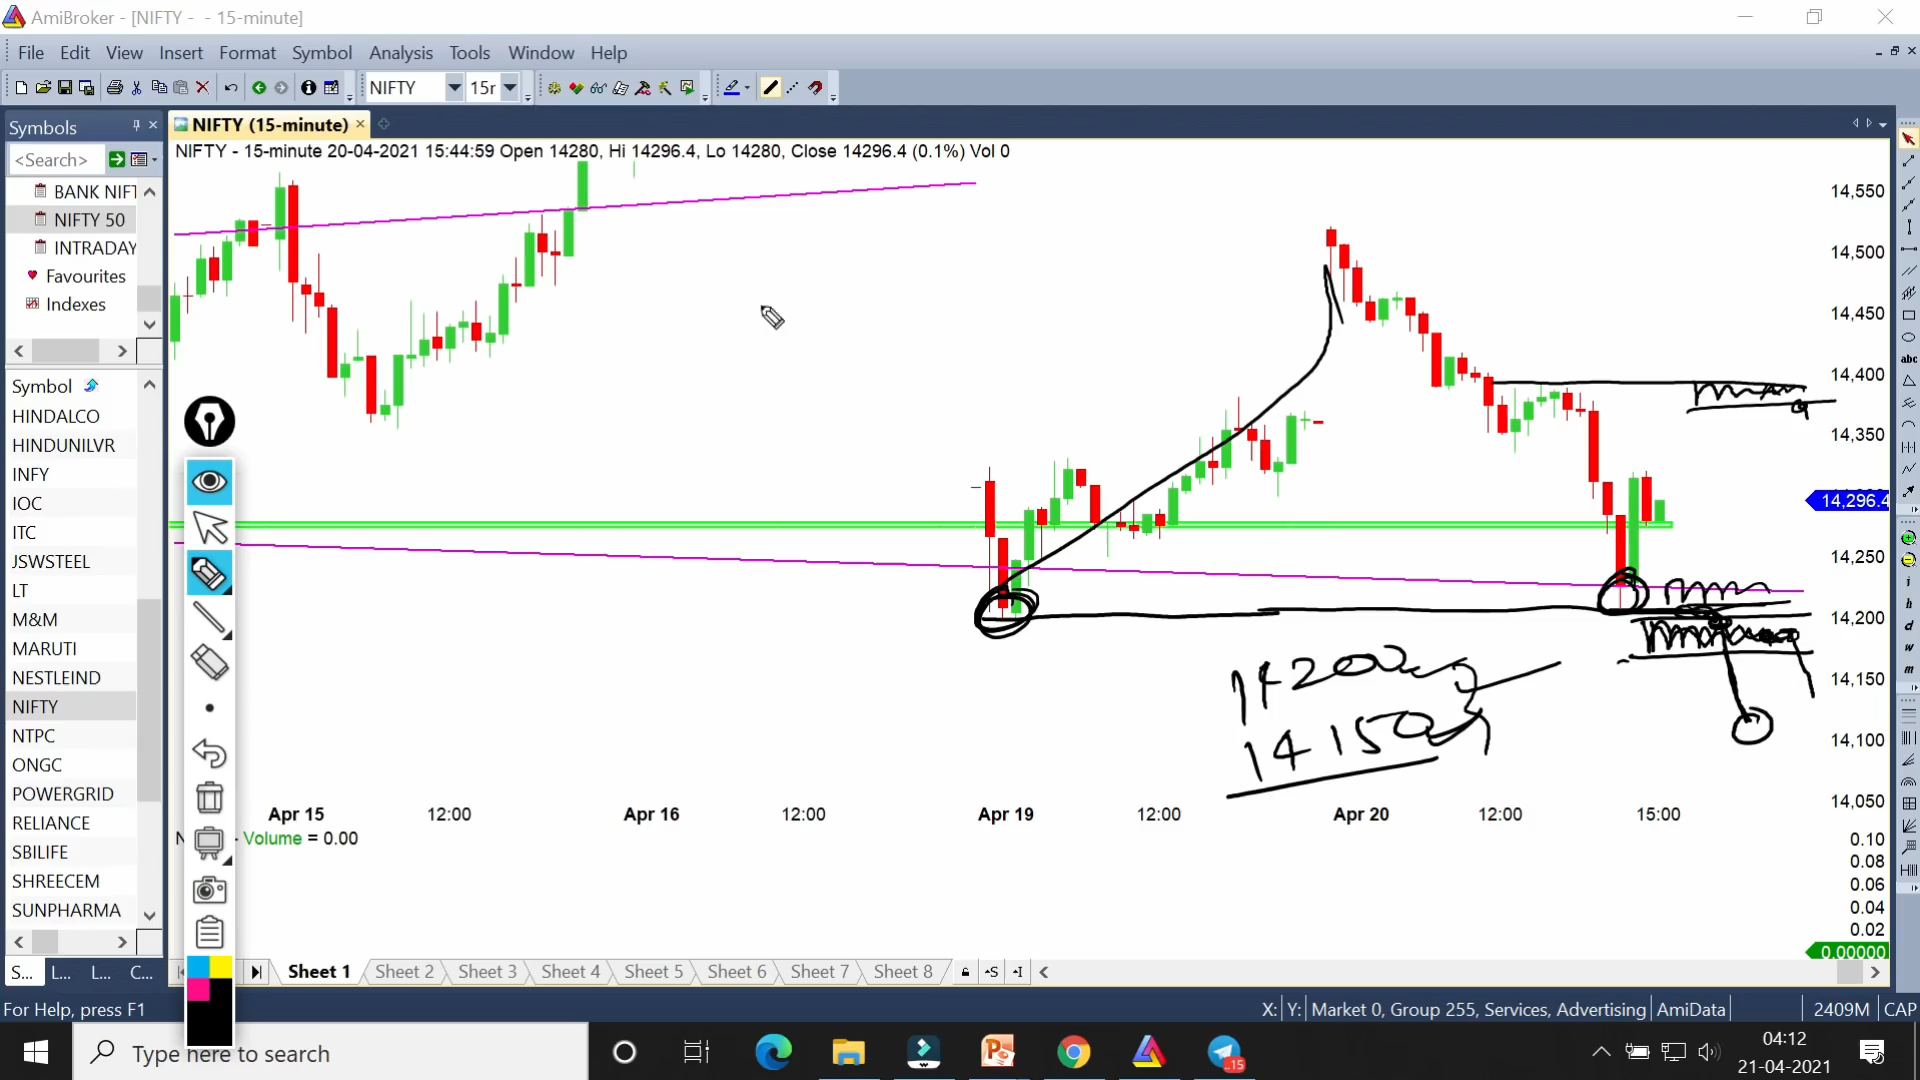 AmiBroker - [NIFTY - - 15-minute]
File Edit View Insert Format Symbol Analysis Tools Window Help
NIFTY 15r
Symbols
NIFTY (15-minute)
<Search>
NIFTY - 15-minute 20-04-2021 15:44:59 Open 14280, Hi 14296.4, Lo 14280, Close 14296.4 (0.1%) Vol 0
BANK NIFT
NIFTY 50
INTRADAY
Favourites
Indexes
Symbol
HINDALCO
HINDUNILVR
INFY
IOC
ITC
JSWSTEEL
LT
M&M
MARUTI
NESTLEIND
NIFTY
NTPC
ONGC
POWERGRID
RELIANCE
SBILIFE
SHREECEM
SUNPHARMA
14,550
14,500
14,450
14,400
14,350
14,296.4
14,250
14,200
14,150
14,100
14,050
14200
14150
Apr 15 12:00 Apr 16 12:00 Apr 19 12:00 Apr 20 12:00 15:00
Volume = 0.00
0.10
0.08
0.06
0.04
0.02
0.00000
abc
i
h
d
w
m
S... L... L... C...
Sheet 1 Sheet 2 Sheet 3 Sheet 4 Sheet 5 Sheet 6 Sheet 7 Sheet 8
For Help, press F1
X: Y: Market 0, Group 255, Services, Advertising AmiData 2409M CAP
Type here to search
..15
04:12
21-04-2021